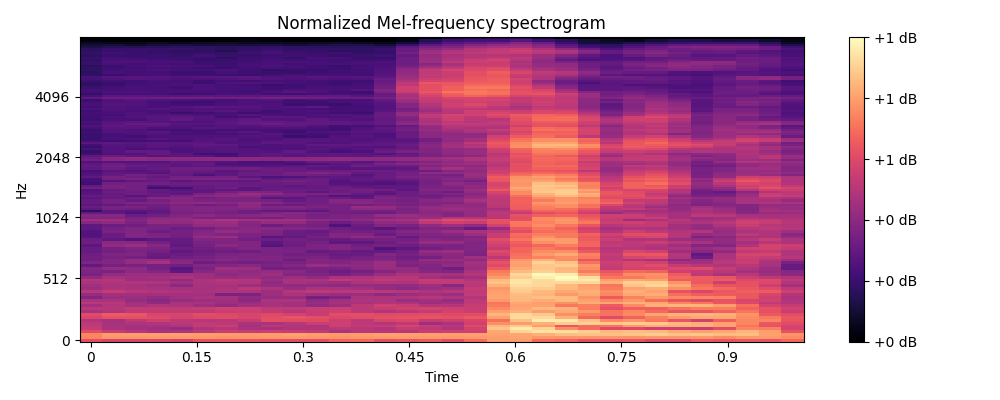 Normalized Mel-frequency spectrogram
Hz
4096
2048
1024
512
0
0 0.15 0.3 0.45 0.6 0.75 0.9
Time
+1 dB
+1 dB
+1 dB
+0 dB
+0 dB
+0 dB